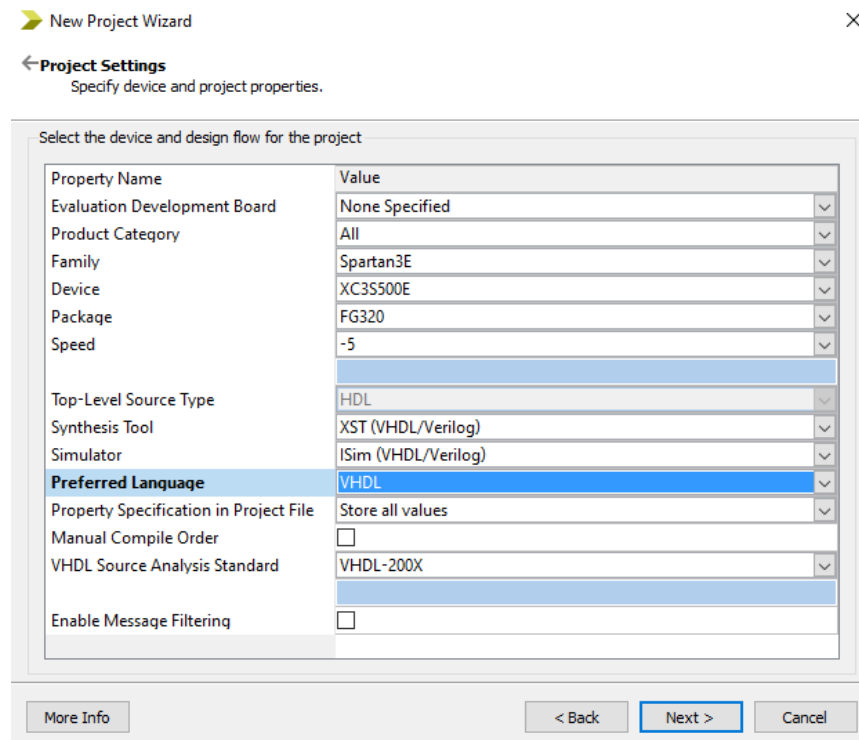 New Project Wizard
Project Settings
Specify device and project properties.
Select the device and design flow for the project
Property Name Value
Evaluation Development Board None Specified
Product Category All
Family Spartan3E
Device XC3S500E
Package FG320
Speed -5
Top-Level Source Type HDL
Synthesis Tool XST (VHDL/Verilog)
Simulator ISim (VHDL/Verilog)
Preferred Language VHDL
Property Specification in Project File Store all values
Manual Compile Order
VHDL Source Analysis Standard VHDL-200X
Enable Message Filtering
More Info < Back Next > Cancel